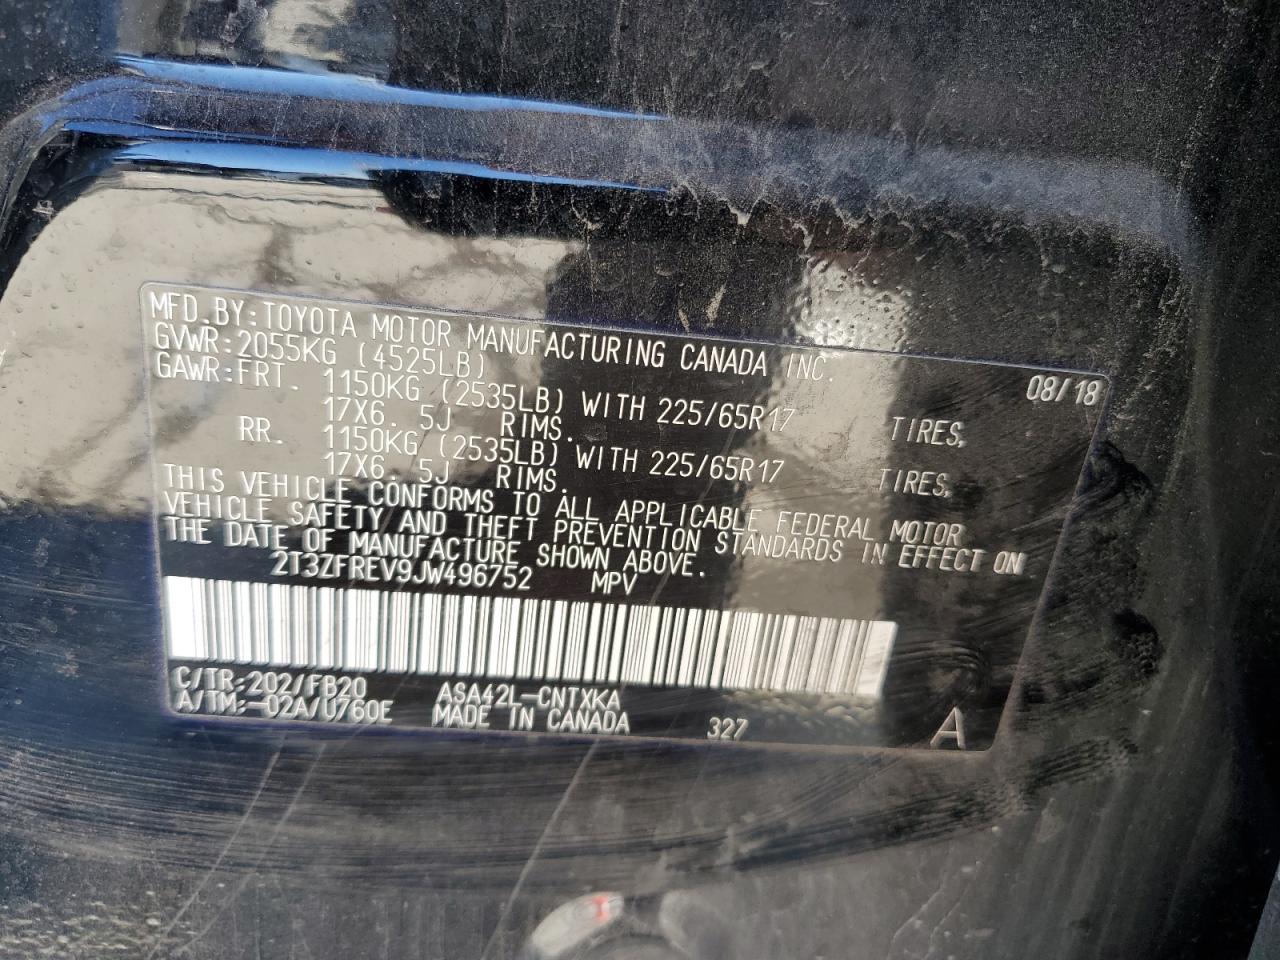 MFD. BY: TOYOTA MOTOR MANUFACTURING CANADA INC. 08/18
GVWR: 2055KG (4525LB)
GAWR: FRT. 1150KG (2535LB) WITH 225/65R17 TIRES,
17X6. 5J RIMS.
RR. 1150KG (2535LB) WITH 225/65R17 TIRES,
17X6. 5J RIMS.
THIS VEHICLE CONFORMS TO ALL APPLICABLE FEDERAL MOTOR
VEHICLE SAFETY AND THEFT PREVENTION STANDARDS IN EFFECT ON
THE DATE OF MANUFACTURE SHOWN ABOVE.
2T3ZFREV9JW496752 MPV
C/TR: 202/FB20 ASA42L-CNTXKA
A/TM: -02A/U760E MADE IN CANADA 327 A